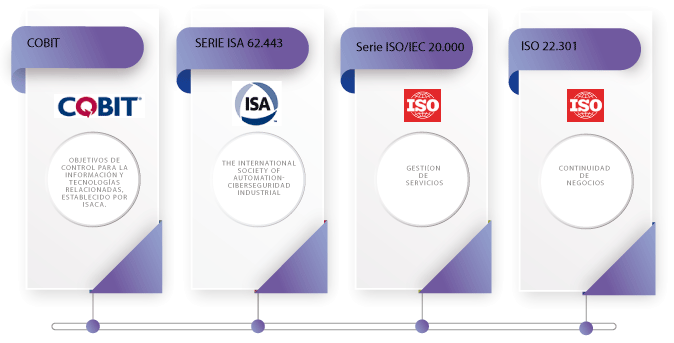 COBIT
COBIT
OBJETIVOS DE
CONTROL PARA LA
INFORMACIÓN Y
TECNOLOGÍAS
RELACIONADAS,
ESTABLECIDO POR
ISACA.
SERIE ISA 62.443
ISA
THE INTERNATIONAL
SOCIETY OF
AUTOMATION-
CIBERSEGURIDAD
INDUSTRIAL
Serie ISO/IEC 20.000
ISO
GESTIION
DE
SERVICIOS
ISO 22.301
ISO
CONTINUIDAD
DE
NEGOCIOS